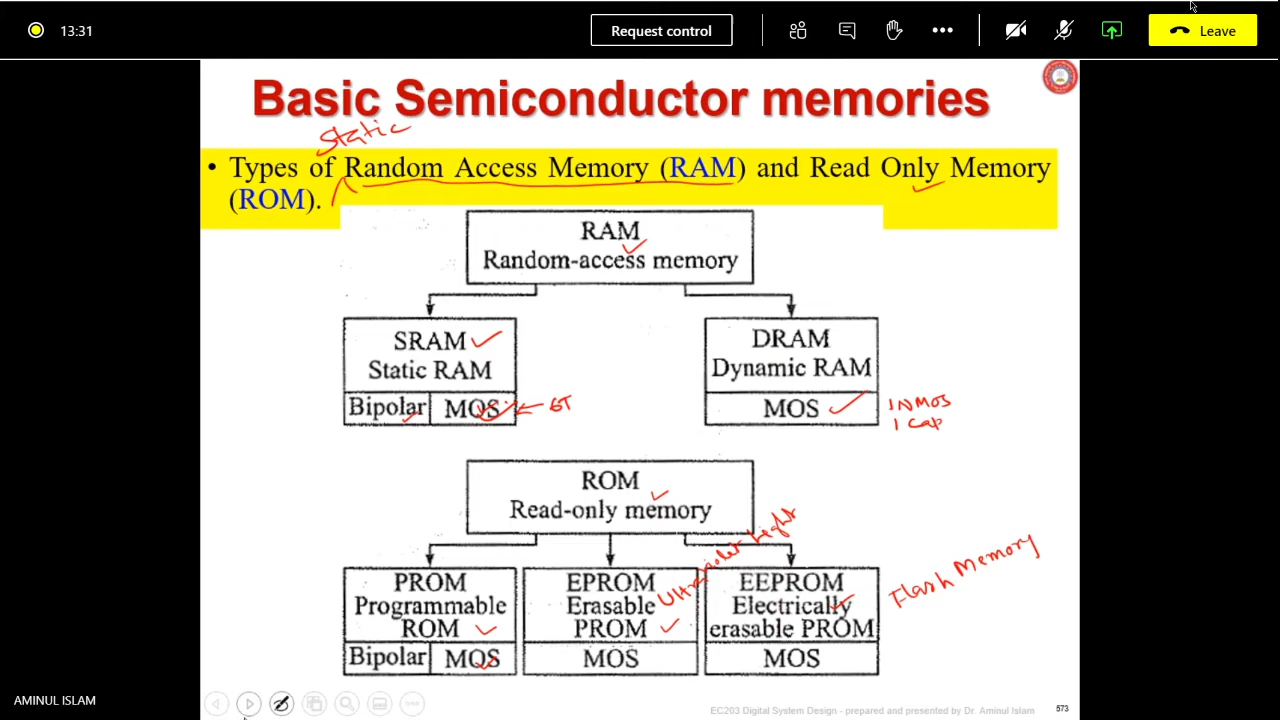 13:31
Request control
Leave
Basic Semiconductor memories
Static
• Types of Random Access Memory (RAM) and Read Only Memory
(ROM).
RAM
Random-access memory
SRAM
Static RAM
Bipolar MOS
6T
DRAM
Dynamic RAM
MOS
1 NMOS
1 Cap
ROM
Read-only memory
PROM
Programmable
ROM
Bipolar MOS
EPROM
Erasable
PROM
MOS
Ultraviolet light
EEPROM
Electrically
erasable PROM
MOS
Flash Memory
AMINUL ISLAM
EC203 Digital System Design - prepared and presented by Dr. Aminul Islam
573